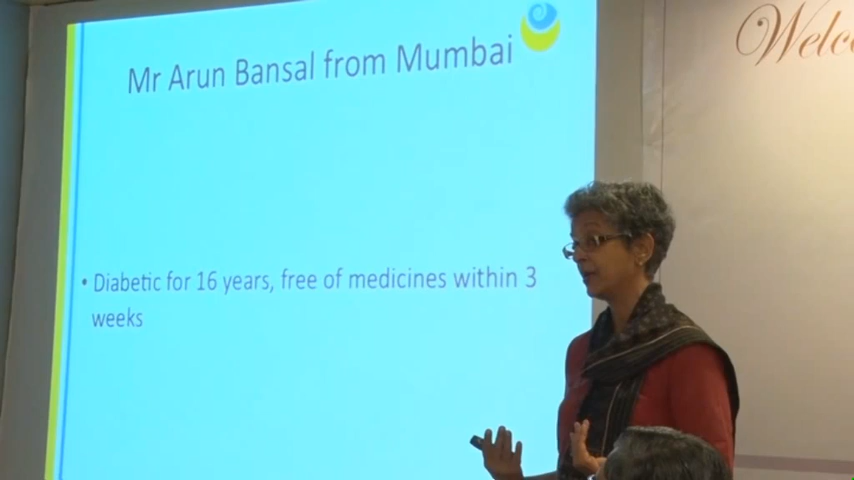 Mr Arun Bansal from Mumbai
• Diabetic for 16 years, free of medicines within 3
weeks